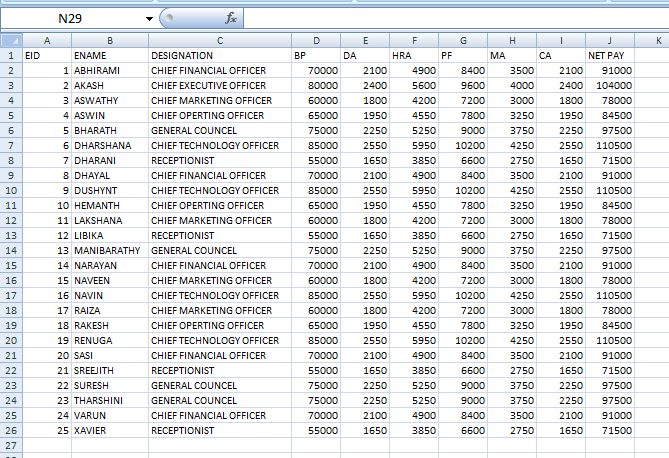 N29 fx
A B C D E F G H I J K
1 EID ENAME DESIGNATION BP DA HRA PF MA CA NET PAY
2 1 ABHIRAMI CHIEF FINANCIAL OFFICER 70000 2100 4900 8400 3500 2100 91000
3 2 AKASH CHIEF EXECUTIVE OFFICER 80000 2400 5600 9600 4000 2400 104000
4 3 ASWATHY CHIEF MARKETING OFFICER 60000 1800 4200 7200 3000 1800 78000
5 4 ASWIN CHIEF OPERTING OFFICER 65000 1950 4550 7800 3250 1950 84500
6 5 BHARATH GENERAL COUNCEL 75000 2250 5250 9000 3750 2250 97500
7 6 DHARSHANA CHIEF TECHNOLOGY OFFICER 85000 2550 5950 10200 4250 2550 110500
8 7 DHARANI RECEPTIONIST 55000 1650 3850 6600 2750 1650 71500
9 8 DHAYAL CHIEF FINANCIAL OFFICER 70000 2100 4900 8400 3500 2100 91000
10 9 DUSHYNT CHIEF TECHNOLOGY OFFICER 85000 2550 5950 10200 4250 2550 110500
11 10 HEMANTH CHIEF OPERTING OFFICER 65000 1950 4550 7800 3250 1950 84500
12 11 LAKSHANA CHIEF MARKETING OFFICER 60000 1800 4200 7200 3000 1800 78000
13 12 LIBIKA RECEPTIONIST 55000 1650 3850 6600 2750 1650 71500
14 13 MANIBARATHY GENERAL COUNCEL 75000 2250 5250 9000 3750 2250 97500
15 14 NARAYAN CHIEF FINANCIAL OFFICER 70000 2100 4900 8400 3500 2100 91000
16 15 NAVEEN CHIEF MARKETING OFFICER 60000 1800 4200 7200 3000 1800 78000
17 16 NAVIN CHIEF TECHNOLOGY OFFICER 85000 2550 5950 10200 4250 2550 110500
18 17 RAIZA CHIEF MARKETING OFFICER 60000 1800 4200 7200 3000 1800 78000
19 18 RAKESH CHIEF OPERTING OFFICER 65000 1950 4550 7800 3250 1950 84500
20 19 RENUGA CHIEF TECHNOLOGY OFFICER 85000 2550 5950 10200 4250 2550 110500
21 20 SASI CHIEF FINANCIAL OFFICER 70000 2100 4900 8400 3500 2100 91000
22 21 SREEJITH RECEPTIONIST 55000 1650 3850 6600 2750 1650 71500
23 22 SURESH GENERAL COUNCEL 75000 2250 5250 9000 3750 2250 97500
24 23 THARSHINI GENERAL COUNCEL 75000 2250 5250 9000 3750 2250 97500
25 24 VARUN CHIEF FINANCIAL OFFICER 70000 2100 4900 8400 3500 2100 91000
26 25 XAVIER RECEPTIONIST 55000 1650 3850 6600 2750 1650 71500
27
28